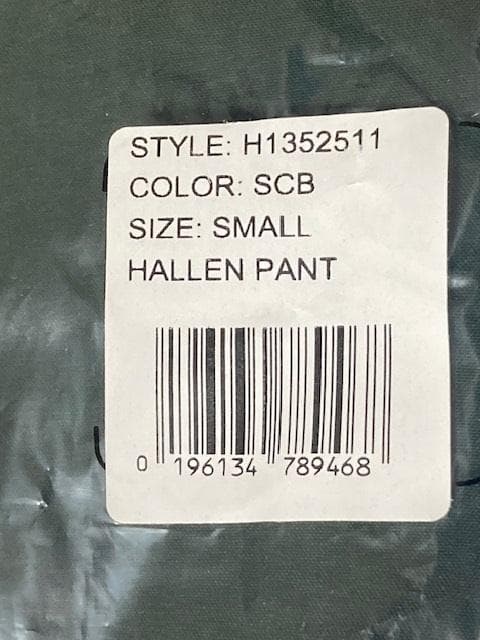 STYLE: H1352511
COLOR: SCB
SIZE: SMALL
HALLEN PANT
0 196134 789468